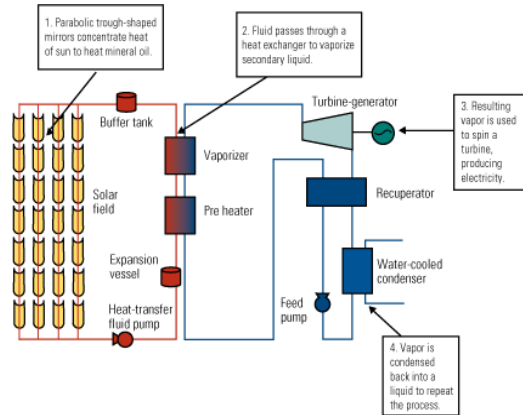 1. Parabolic trough-shaped
mirrors concentrate heat
of sun to heat mineral oil.
2. Fluid passes through a
heat exchanger to vaporize
secondary liquid.
Turbine-generator
3. Resulting
vapor is used
to spin a
turbine,
producing
electricity.
Buffer tank
Vaporizer
Solar
field
Recuperator
Pre heater
Expansion
vessel
Water-cooled
condenser
Heat-transfer
fluid pump
Feed
pump
4. Vapor is
condensed
back into a
liquid to repeat
the process.